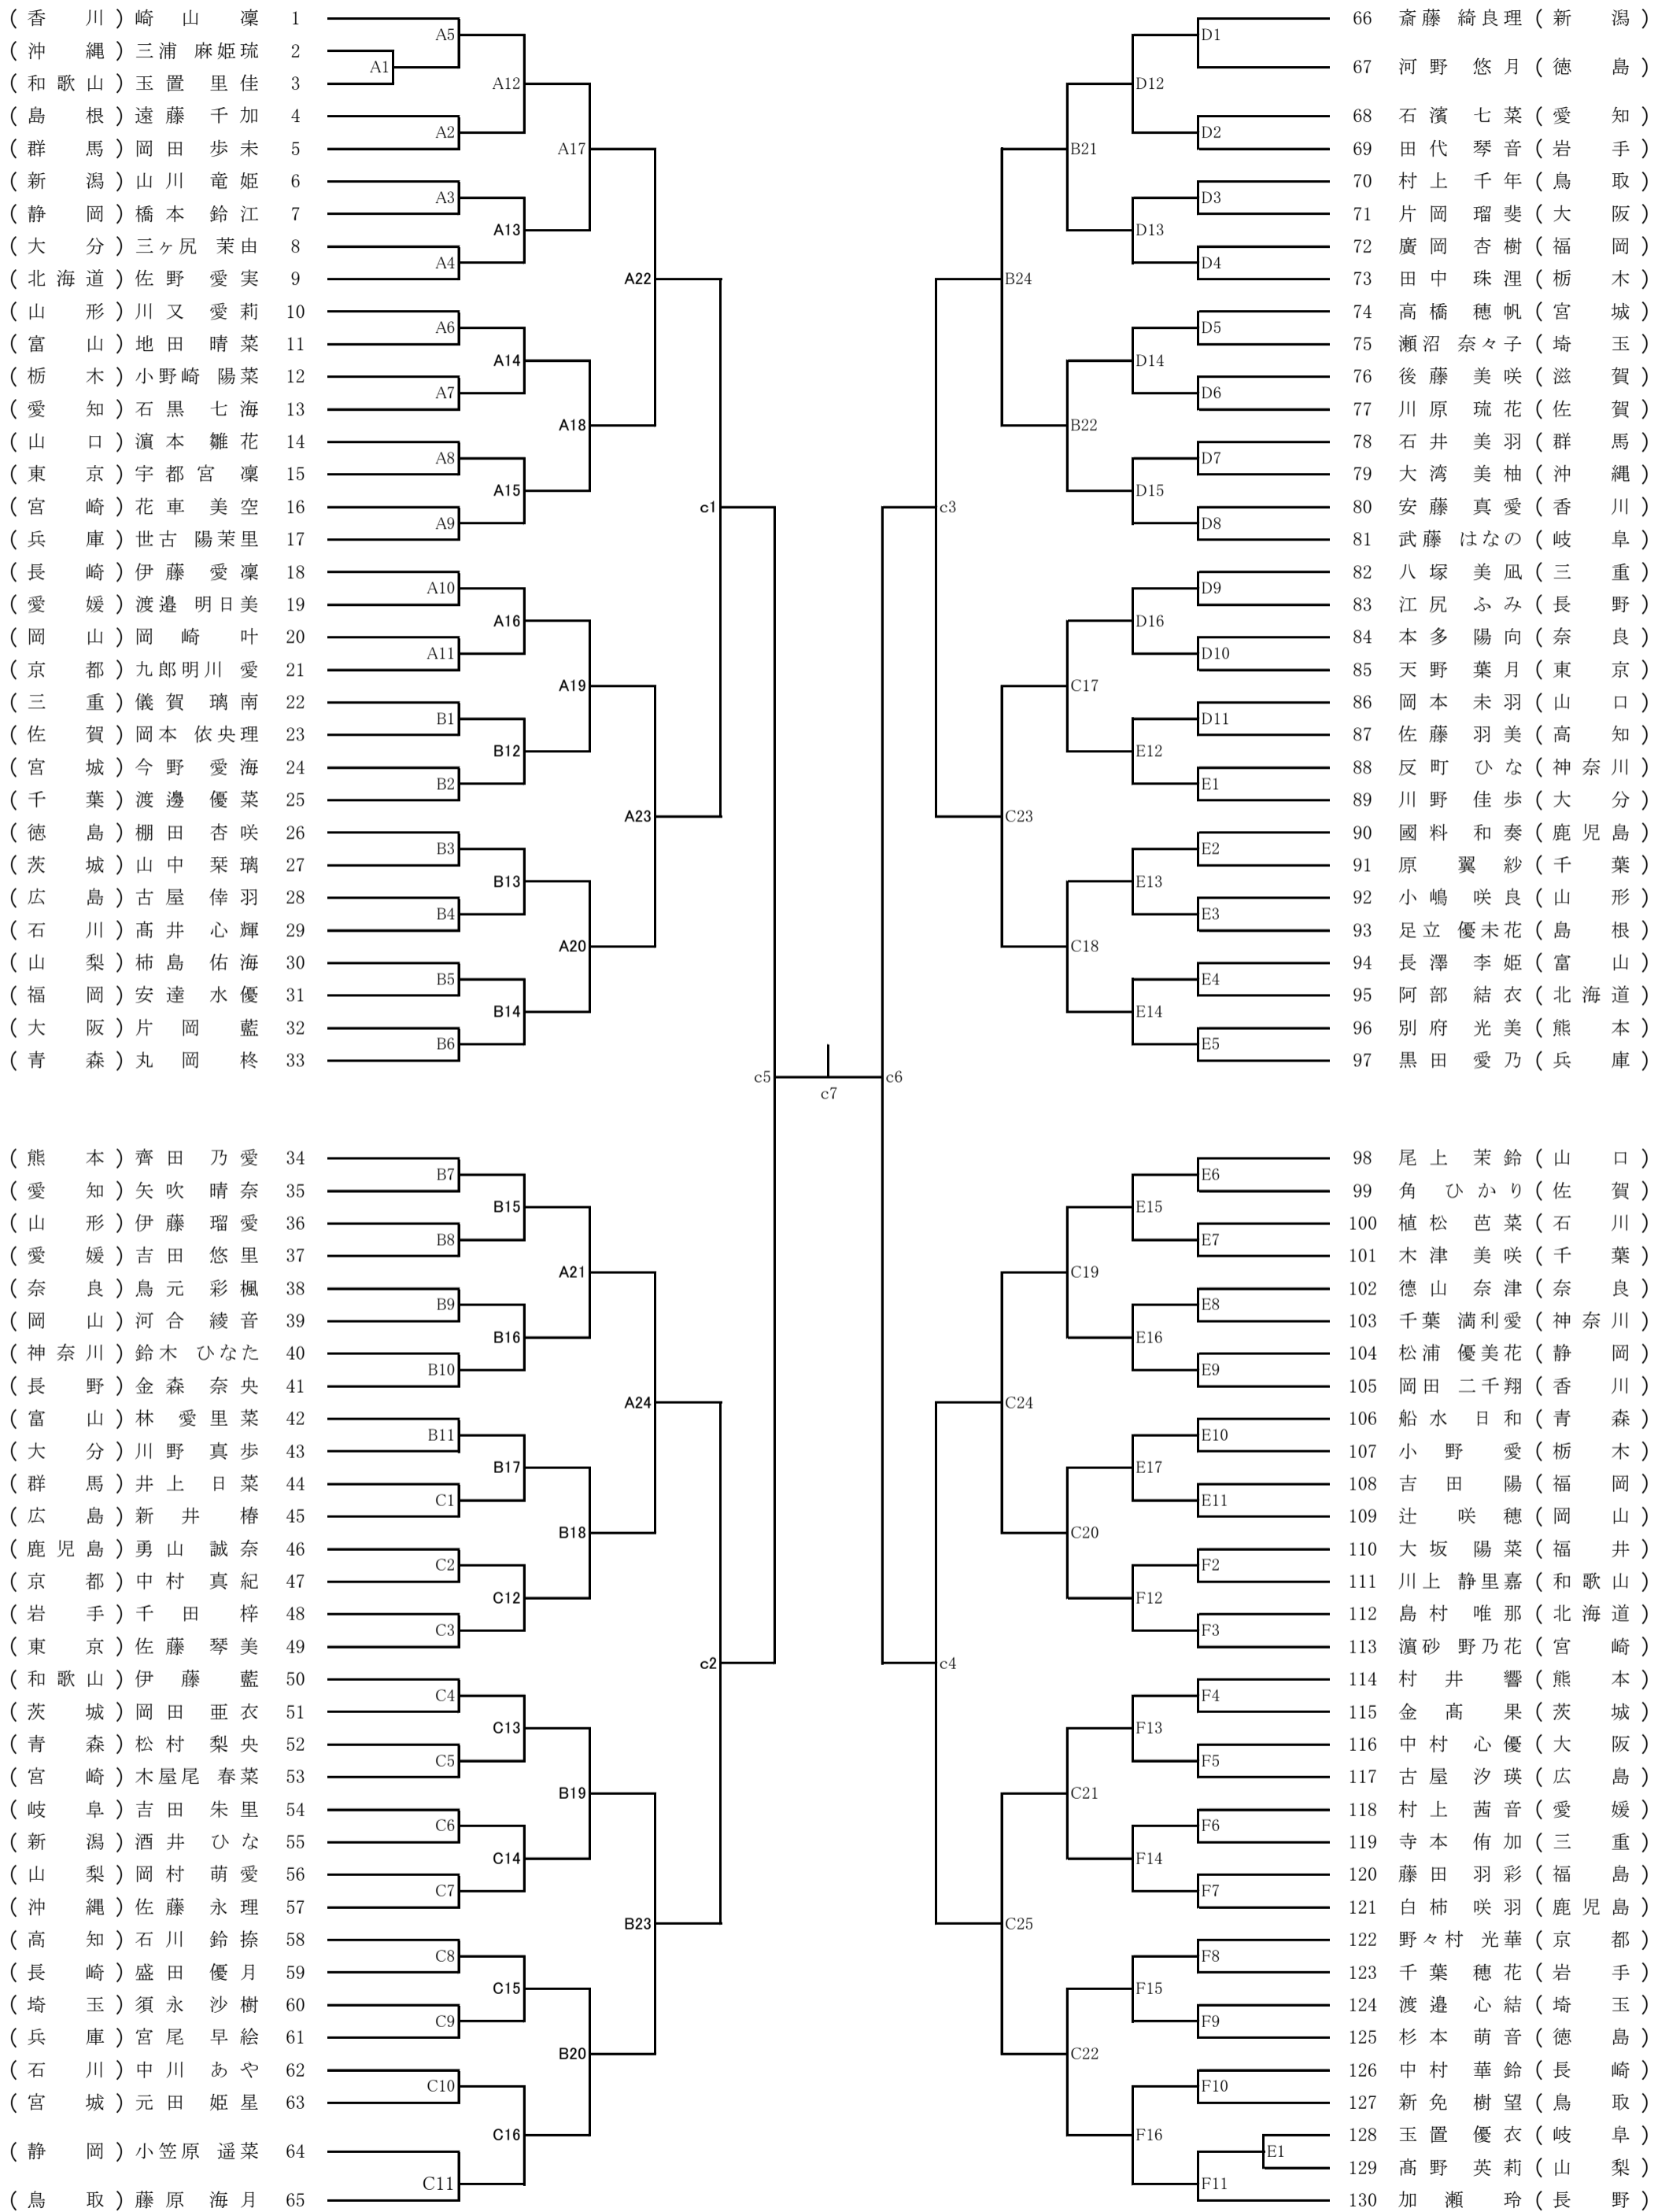 (香川) 崎山 凜 1
(沖縄) 三浦 麻姫琉 2
(和歌山) 玉置 里佳 3
(島根) 遠藤 千加 4
(群馬) 岡田 歩未 5
(新潟) 山川 竜姫 6
(静岡) 橋本 鈴江 7
(大分) 三ヶ尻 茉由 8
(北海道) 佐野 愛実 9
(山形) 川又 愛莉 10
(富山) 地田 晴菜 11
(栃木) 小野崎 陽菜 12
(愛知) 石黒 七海 13
(山口) 濵本 雛花 14
(東京) 宇都宮 凜 15
(宮崎) 花車 美空 16
(兵庫) 世古 陽茉里 17
(長崎) 伊藤 愛凜 18
(愛媛) 渡邉 明日美 19
(岡山) 岡崎 叶 20
(京都) 九郎明川 愛 21
(三重) 儀賀 璃南 22
(佐賀) 岡本 依央理 23
(宮城) 今野 愛海 24
(千葉) 渡邊 優菜 25
(徳島) 棚田 杏咲 26
(茨城) 山中 栞璃 27
(広島) 古屋 倖羽 28
(石川) 髙井 心輝 29
(山梨) 柿島 佑海 30
(福岡) 安達 水優 31
(大阪) 片岡 藍 32
(青森) 丸岡 柊 33
(熊本) 齊田 乃愛 34
(愛知) 矢吹 晴奈 35
(山形) 伊藤 瑠愛 36
(愛媛) 吉田 悠里 37
(奈良) 鳥元 彩楓 38
(岡山) 河合 綾音 39
(神奈川) 鈴木 ひなた 40
(長野) 金森 奈央 41
(富山) 林 愛里菜 42
(大分) 川野 真歩 43
(群馬) 井上 日菜 44
(広島) 新井 椿 45
(鹿児島) 勇山 誠奈 46
(京都) 中村 真紀 47
(岩手) 千田 梓 48
(東京) 佐藤 琴美 49
(和歌山) 伊藤 藍 50
(茨城) 岡田 亜衣 51
(青森) 松村 梨央 52
(宮崎) 木屋尾 春菜 53
(岐阜) 吉田 朱里 54
(新潟) 酒井 ひな 55
(山梨) 岡村 萌愛 56
(沖縄) 佐藤 永理 57
(高知) 石川 鈴捺 58
(長崎) 盛田 優月 59
(埼玉) 須永 沙樹 60
(兵庫) 宮尾 早絵 61
(石川) 中川 あや 62
(宮城) 元田 姫星 63
(静岡) 小笠原 遥菜 64
(鳥取) 藤原 海月 65
A1
A5
A2
A3
A4
A6
A7
A8
A9
A10
A11
B1
B2
B3
B4
B5
B6
B7
B8
B9
B10
B11
C1
C2
C3
C4
C5
C6
C7
C8
C9
C10
C11
A12
A13
A14
A15
A16
B12
B13
B14
B15
B16
B17
C12
C13
C14
C15
C16
A17
A18
A19
A20
A21
B18
B19
B20
A22
A23
A24
B23
c1
c2
c5
c7
c6
c3
c4
B24
C23
C24
C25
B21
B22
C17
C18
C19
C20
C21
C22
D12
D13
D14
D15
D16
E12
E13
E14
E15
E16
E17
F12
F13
F14
F15
F16
D1
D2
D3
D4
D5
D6
D7
D8
D9
D10
D11
E1
E2
E3
E4
E5
E6
E7
E8
E9
E10
E11
F2
F3
F4
F5
F6
F7
F8
F9
F10
E1
F11
66 斎藤 綺良理 (新潟)
67 河野 悠月 (徳島)
68 石濱 七菜 (愛知)
69 田代 琴音 (岩手)
70 村上 千年 (鳥取)
71 片岡 瑠斐 (大阪)
72 廣岡 杏樹 (福岡)
73 田中 珠浬 (栃木)
74 高橋 穂帆 (宮城)
75 瀬沼 奈々子 (埼玉)
76 後藤 美咲 (滋賀)
77 川原 琉花 (佐賀)
78 石井 美羽 (群馬)
79 大湾 美柚 (沖縄)
80 安藤 真愛 (香川)
81 武藤 はなの (岐阜)
82 八塚 美凪 (三重)
83 江尻 ふみ (長野)
84 本多 陽向 (奈良)
85 天野 葉月 (東京)
86 岡本 未羽 (山口)
87 佐藤 羽美 (高知)
88 反町 ひな (神奈川)
89 川野 佳歩 (大分)
90 國料 和奏 (鹿児島)
91 原 翼紗 (千葉)
92 小嶋 咲良 (山形)
93 足立 優未花 (島根)
94 長澤 李姫 (富山)
95 阿部 結衣 (北海道)
96 別府 光美 (熊本)
97 黒田 愛乃 (兵庫)
98 尾上 茉鈴 (山口)
99 角 ひかり (佐賀)
100 植松 芭菜 (石川)
101 木津 美咲 (千葉)
102 徳山 奈津 (奈良)
103 千葉 満利愛 (神奈川)
104 松浦 優美花 (静岡)
105 岡田 二千翔 (香川)
106 船水 日和 (青森)
107 小野 愛 (栃木)
108 吉田 陽 (福岡)
109 辻 咲穂 (岡山)
110 大坂 陽菜 (福井)
111 川上 静里嘉 (和歌山)
112 島村 唯那 (北海道)
113 濵砂 野乃花 (宮崎)
114 村井 響 (熊本)
115 金髙 果 (茨城)
116 中村 心優 (大阪)
117 古屋 汐瑛 (広島)
118 村上 茜音 (愛媛)
119 寺本 侑加 (三重)
120 藤田 羽彩 (福島)
121 白柿 咲羽 (鹿児島)
122 野々村 光華 (京都)
123 千葉 穂花 (岩手)
124 渡邉 心結 (埼玉)
125 杉本 萌音 (徳島)
126 中村 華鈴 (長崎)
127 新免 樹望 (鳥取)
128 玉置 優衣 (岐阜)
129 髙野 英莉 (山梨)
130 加瀬 玲 (長野)